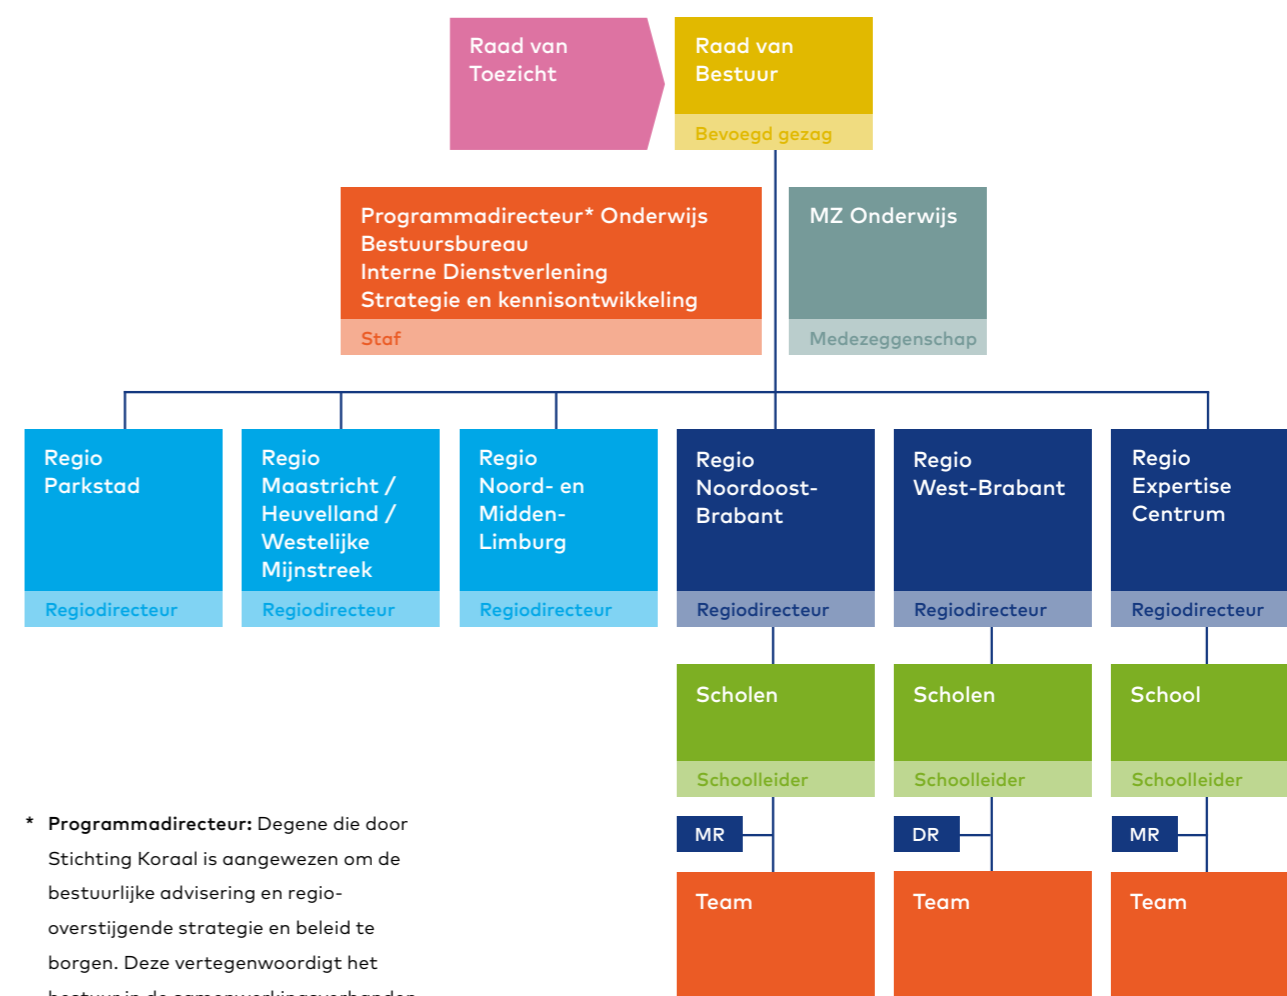 Raad van
Toezicht
Raad van
Bestuur
Bevoegd gezag
Programmadirecteur* Onderwijs
Bestuursbureau
Interne Dienstverlening
Strategie en kennisontwikkeling
Staf
MZ Onderwijs
Medezeggenschap
Regio
Parkstad
Regiodirecteur
Regio
Maastricht /
Heuvelland /
Westelijke
Mijnstreek
Regiodirecteur
Regio
Noord- en
Midden-
Limburg
Regiodirecteur
Regio
Noordoost-
Brabant
Regiodirecteur
Regio
West-Brabant
Regiodirecteur
Regio
Expertise
Centrum
Regiodirecteur
Scholen
Schoolleider
Scholen
Schoolleider
School
Schoolleider
MR
DR
MR
Team
Team
Team
* Programmadirecteur: Degene die door
Stichting Koraal is aangewezen om de
bestuurlijke advisering en regio-
overstijgende strategie en beleid te
borgen. Deze vertegenwoordigt het
bestuur in de samenwerkingsverbanden